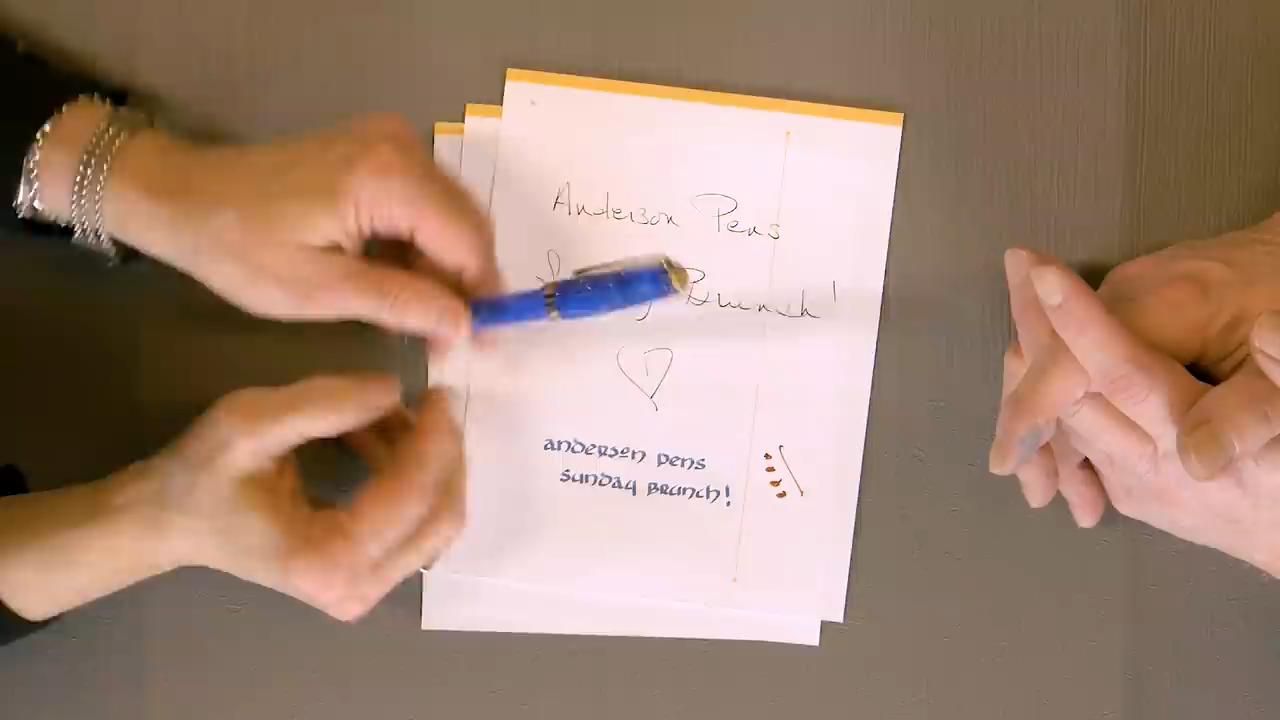 Anderson Pens
Brunch!
andersen pens
sunday Brunch!